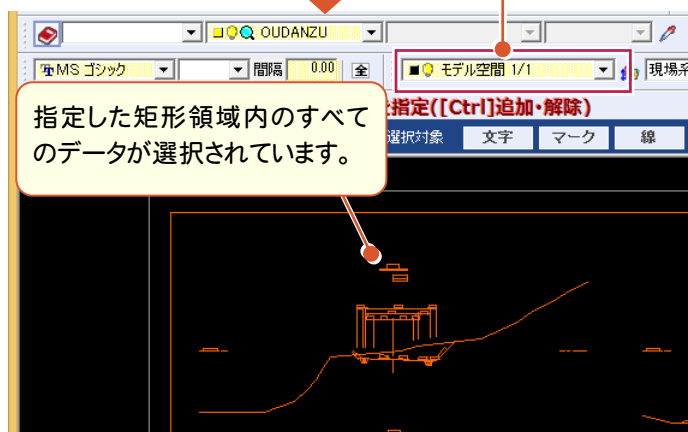 OUDANZU
MS ゴシック 間隔 0.00 全 モデル空間 1/1 現場系
指定([Ctrl]追加・解除)
指定した矩形領域内のすべて
のデータが選択されています。
選択対象 文字 マーク 線